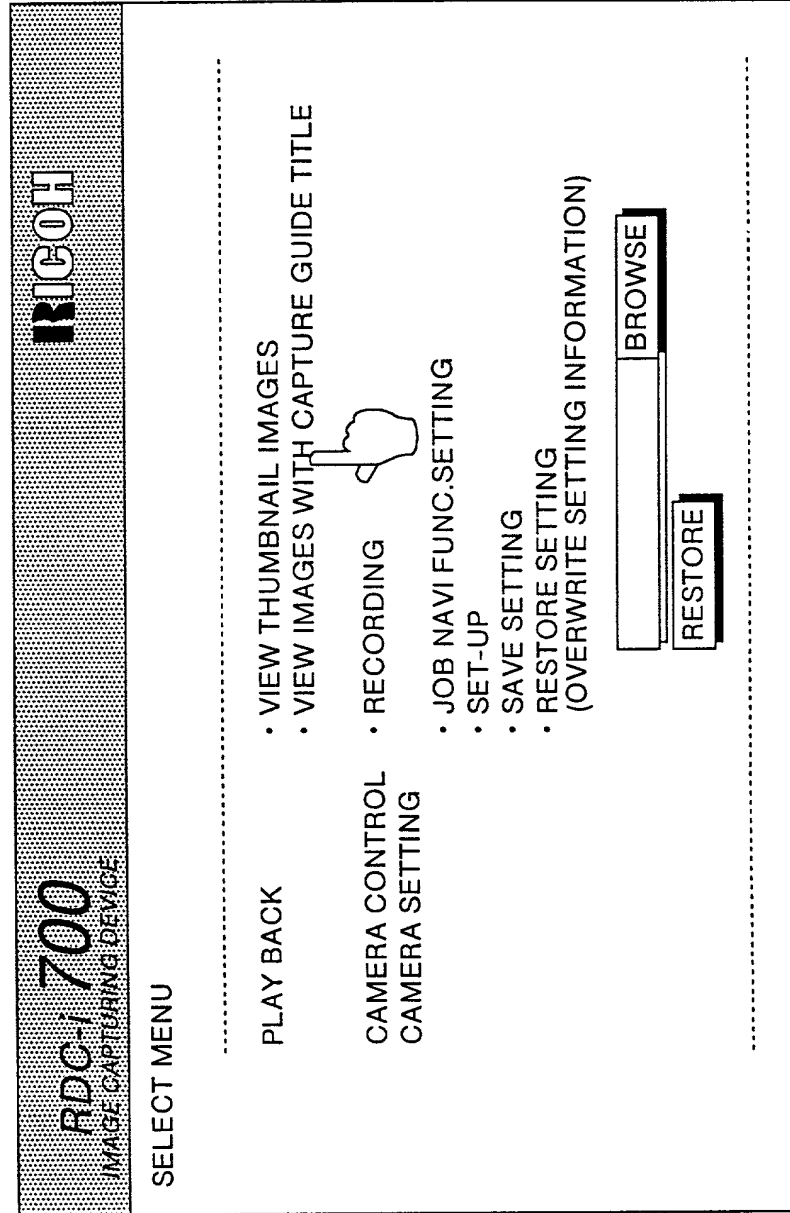 RDC-i 700
IMAGE CAPTURING DEVICE
RICOH
SELECT MENU
PLAY BACK
· VIEW THUMBNAIL IMAGES
· VIEW IMAGES WITH CAPTURE GUIDE TITLE
CAMERA CONTROL · RECORDING
CAMERA SETTING
· JOB NAVI FUNC.SETTING
· SET-UP
· SAVE SETTING
· RESTORE SETTING
(OVERWRITE SETTING INFORMATION)
BROWSE
RESTORE